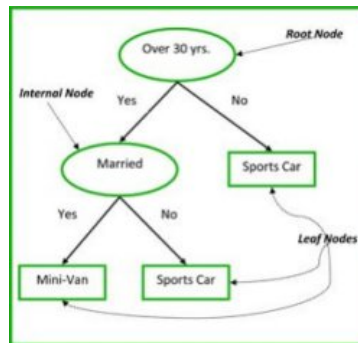 Over 30 yrs.
Root Node
Internal Node
Yes
No
Married
Sports Car
Yes
No
Leaf Nodes
Mini-Van
Sports Car